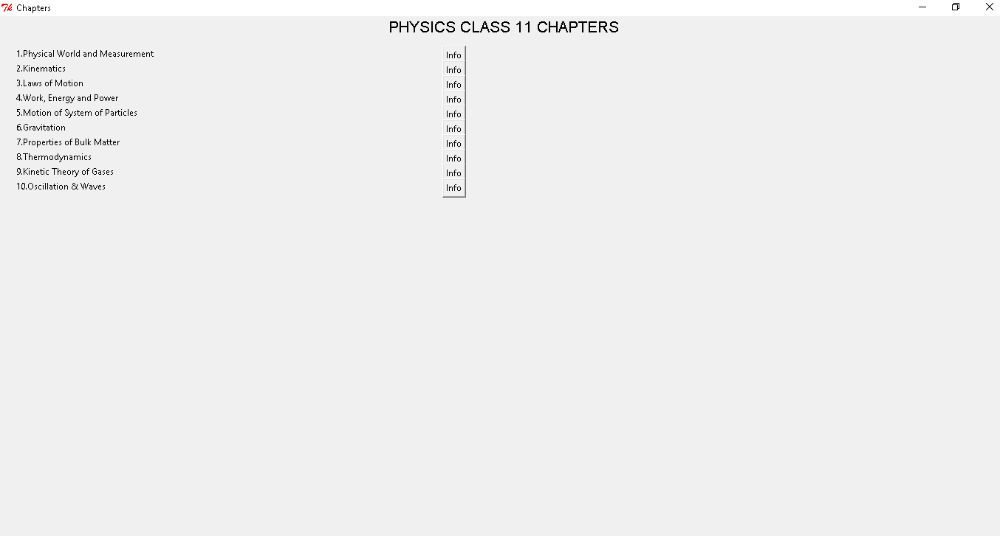 Chapters
PHYSICS CLASS 11 CHAPTERS
1.Physical World and Measurement Info
2.Kinematics Info
3.Laws of Motion Info
4.Work, Energy and Power Info
5.Motion of System of Particles Info
6.Gravitation Info
7.Properties of Bulk Matter Info
8.Thermodynamics Info
9.Kinetic Theory of Gases Info
10.Oscillation & Waves Info